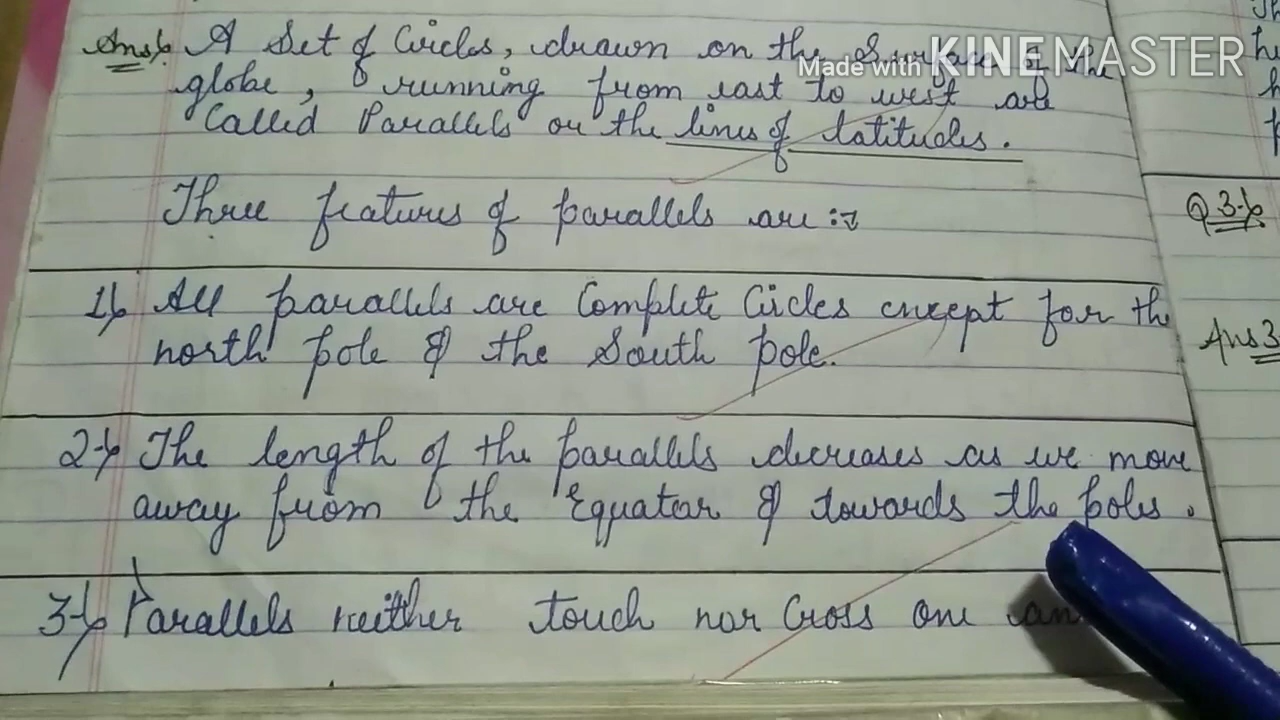 Ans:- A Set of Circles, drawn on the Surface of the
globe, running from east to west are
Called Parallels or the lines of latitudes.
Three features of parallels are :-
1:- All parallels are Complete Circles except for the
north pole & the South pole.
2:- The length of the parallels decreases as we move
away from the Equator & towards the poles.
3:- Parallels neither touch nor Cross one
Made with KINEMASTER
Q 3:-
Ans 3